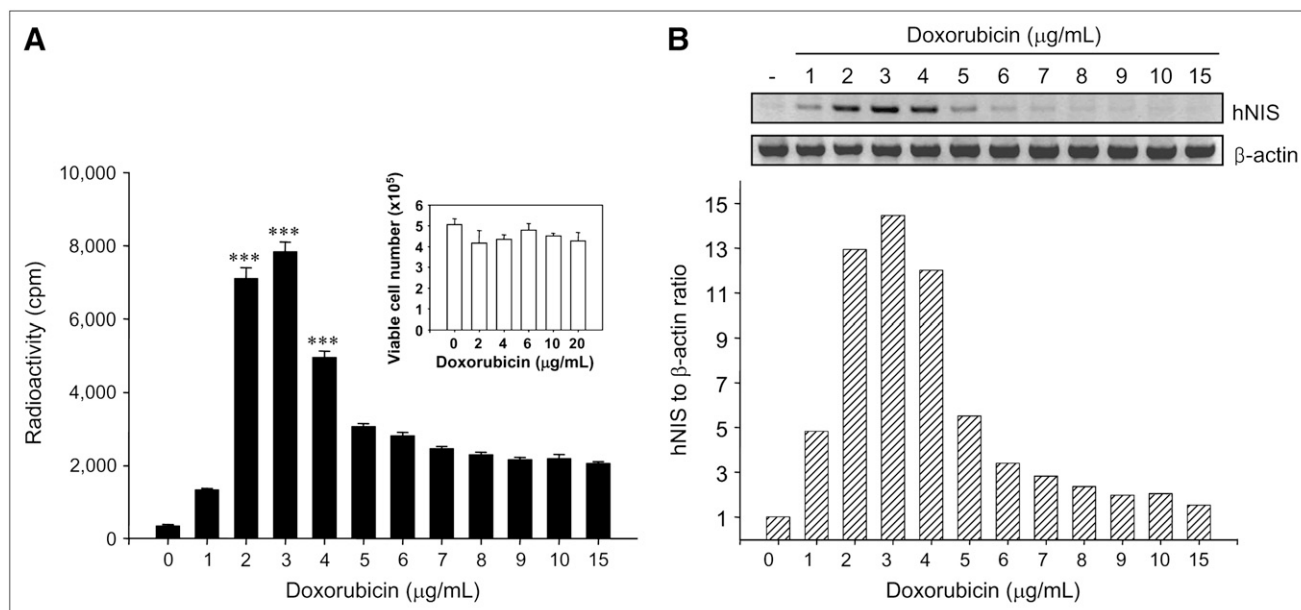 A
10,000
8,000
6,000
4,000
2,000
0
Radioactivity (cpm)
***
***
***
0 1 2 3 4 5 6 7 8 9 10 15
Doxorubicin (μg/mL)
Viable cell number (x10⁵)
6
5
4
3
2
1
0
0 2 4 6 10 20
Doxorubicin (μg/mL)
B
Doxorubicin (μg/mL)
- 1 2 3 4 5 6 7 8 9 10 15
hNIS
β-actin
hNIS to β-actin ratio
15
13
11
9
7
5
3
1
0 1 2 3 4 5 6 7 8 9 10 15
Doxorubicin (μg/mL)